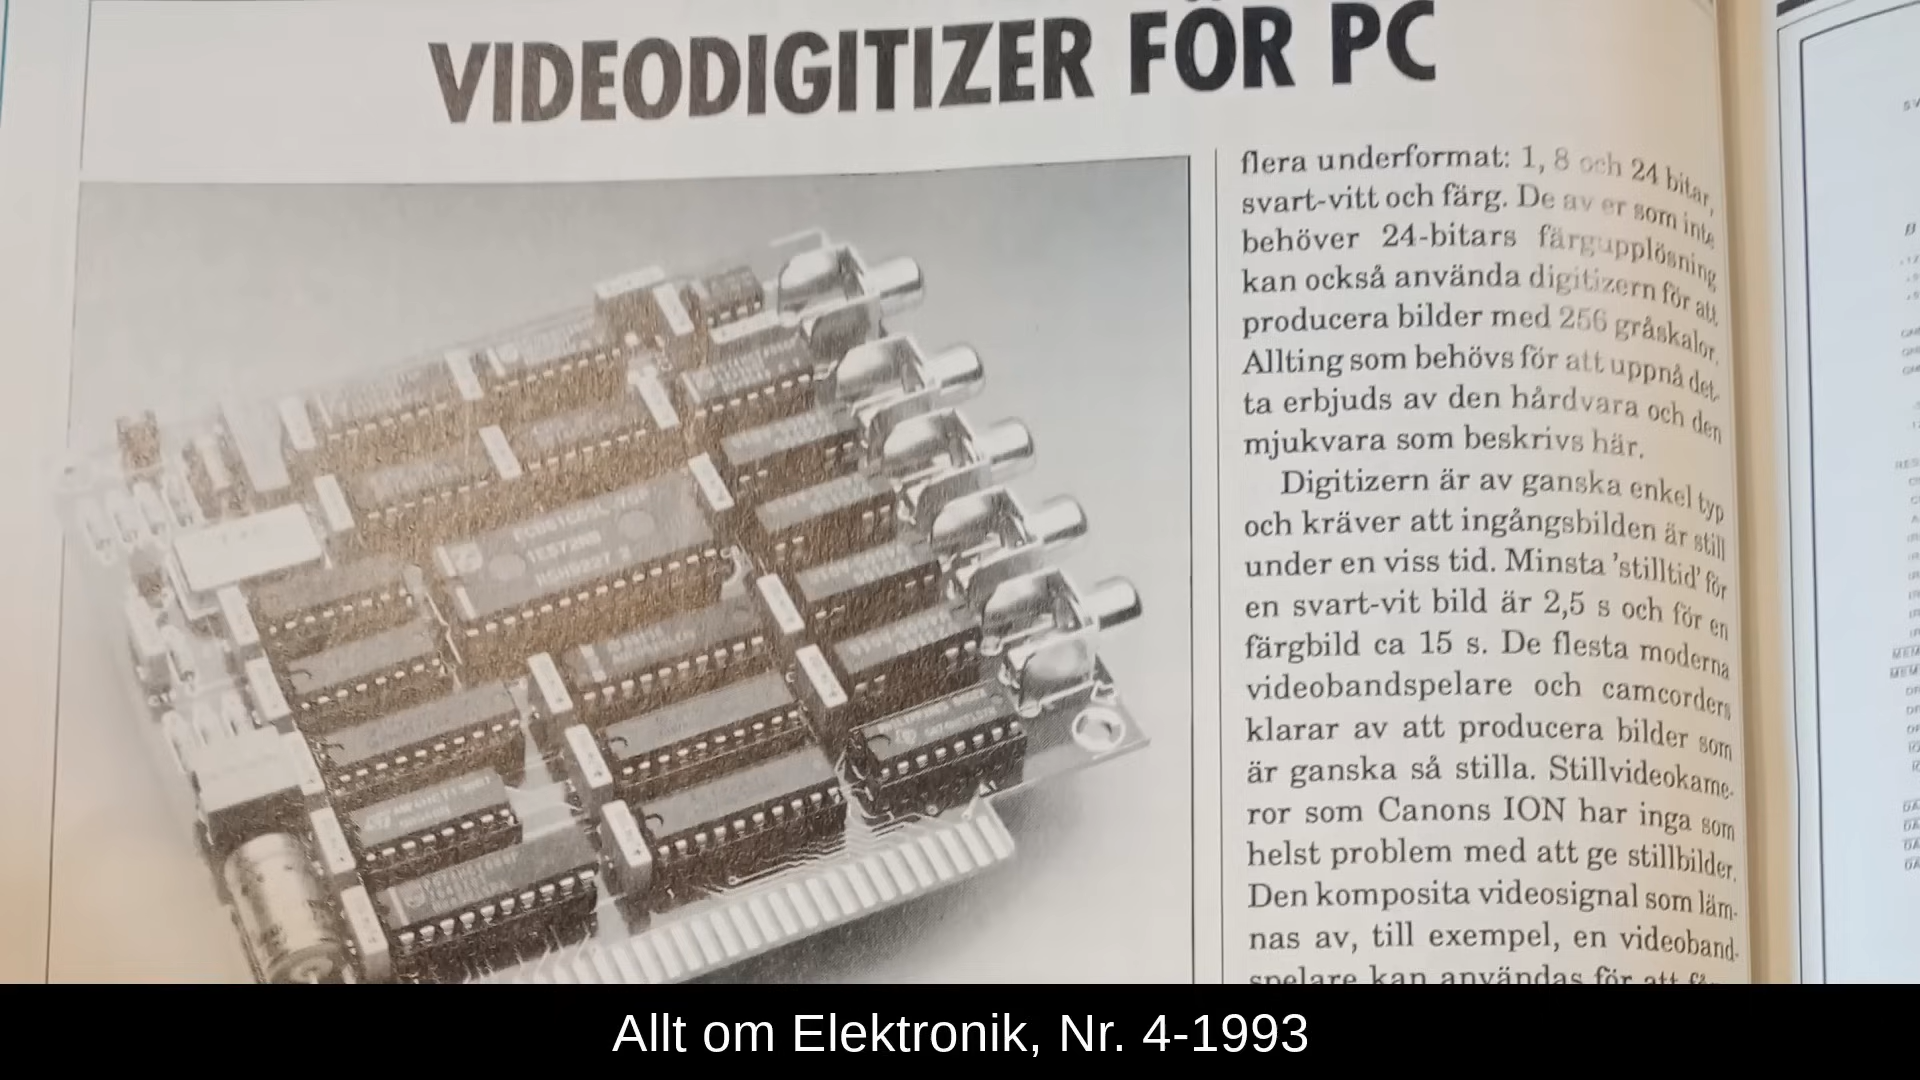 VIDEODIGITIZER FÖR PC
flera underformat: 1, 8 och 24 bitar,
svart-vitt och färg. De av er som inte
behöver 24-bitars färgupplösning
kan också använda digitizern för att
producera bilder med 256 gråskalor.
Allting som behövs för att uppnå det-
ta erbjuds av den hårdvara och den
mjukvara som beskrivs här.
Digitizern är av ganska enkel typ
och kräver att ingångsbilden är still
under en viss tid. Minsta 'stilltid' för
en svart-vit bild är 2,5 s och för en
färgbild ca 15 s. De flesta moderna
videobandspelare och camcorders
klarar av att producera bilder som
är ganska så stilla. Stillvideokame-
ror som Canons ION har inga som
helst problem med att ge stillbilder.
Den komposita videosignal som läm-
nas av, till exempel, en videoband-
spelare kan användas för att
Allt om Elektronik, Nr. 4-1993